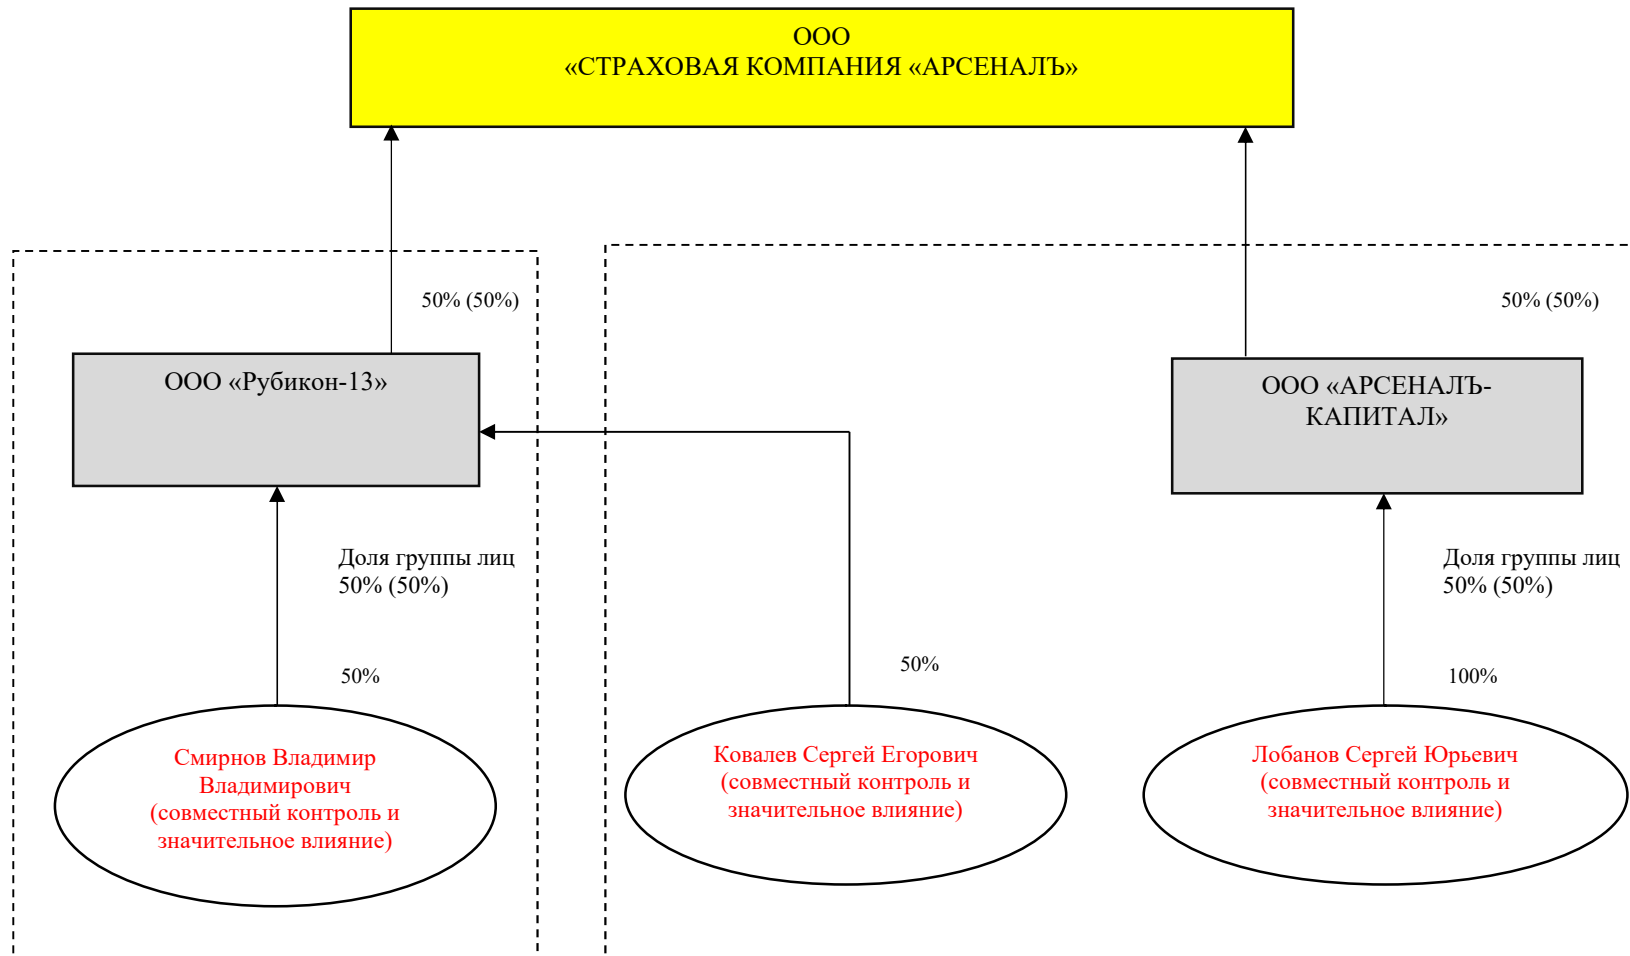 ООО
«СТРАХОВАЯ КОМПАНИЯ «АРСЕНАЛЪ»
50% (50%)
50% (50%)
ООО «Рубикон-13»
ООО «АРСЕНАЛЪ-
КАПИТАЛ»
Доля группы лиц
50% (50%)
Доля группы лиц
50% (50%)
50%
50%
100%
Смирнов Владимир
Владимирович
(совместный контроль и
значительное влияние)
Ковалев Сергей Егорович
(совместный контроль и
значительное влияние)
Лобанов Сергей Юрьевич
(совместный контроль и
значительное влияние)